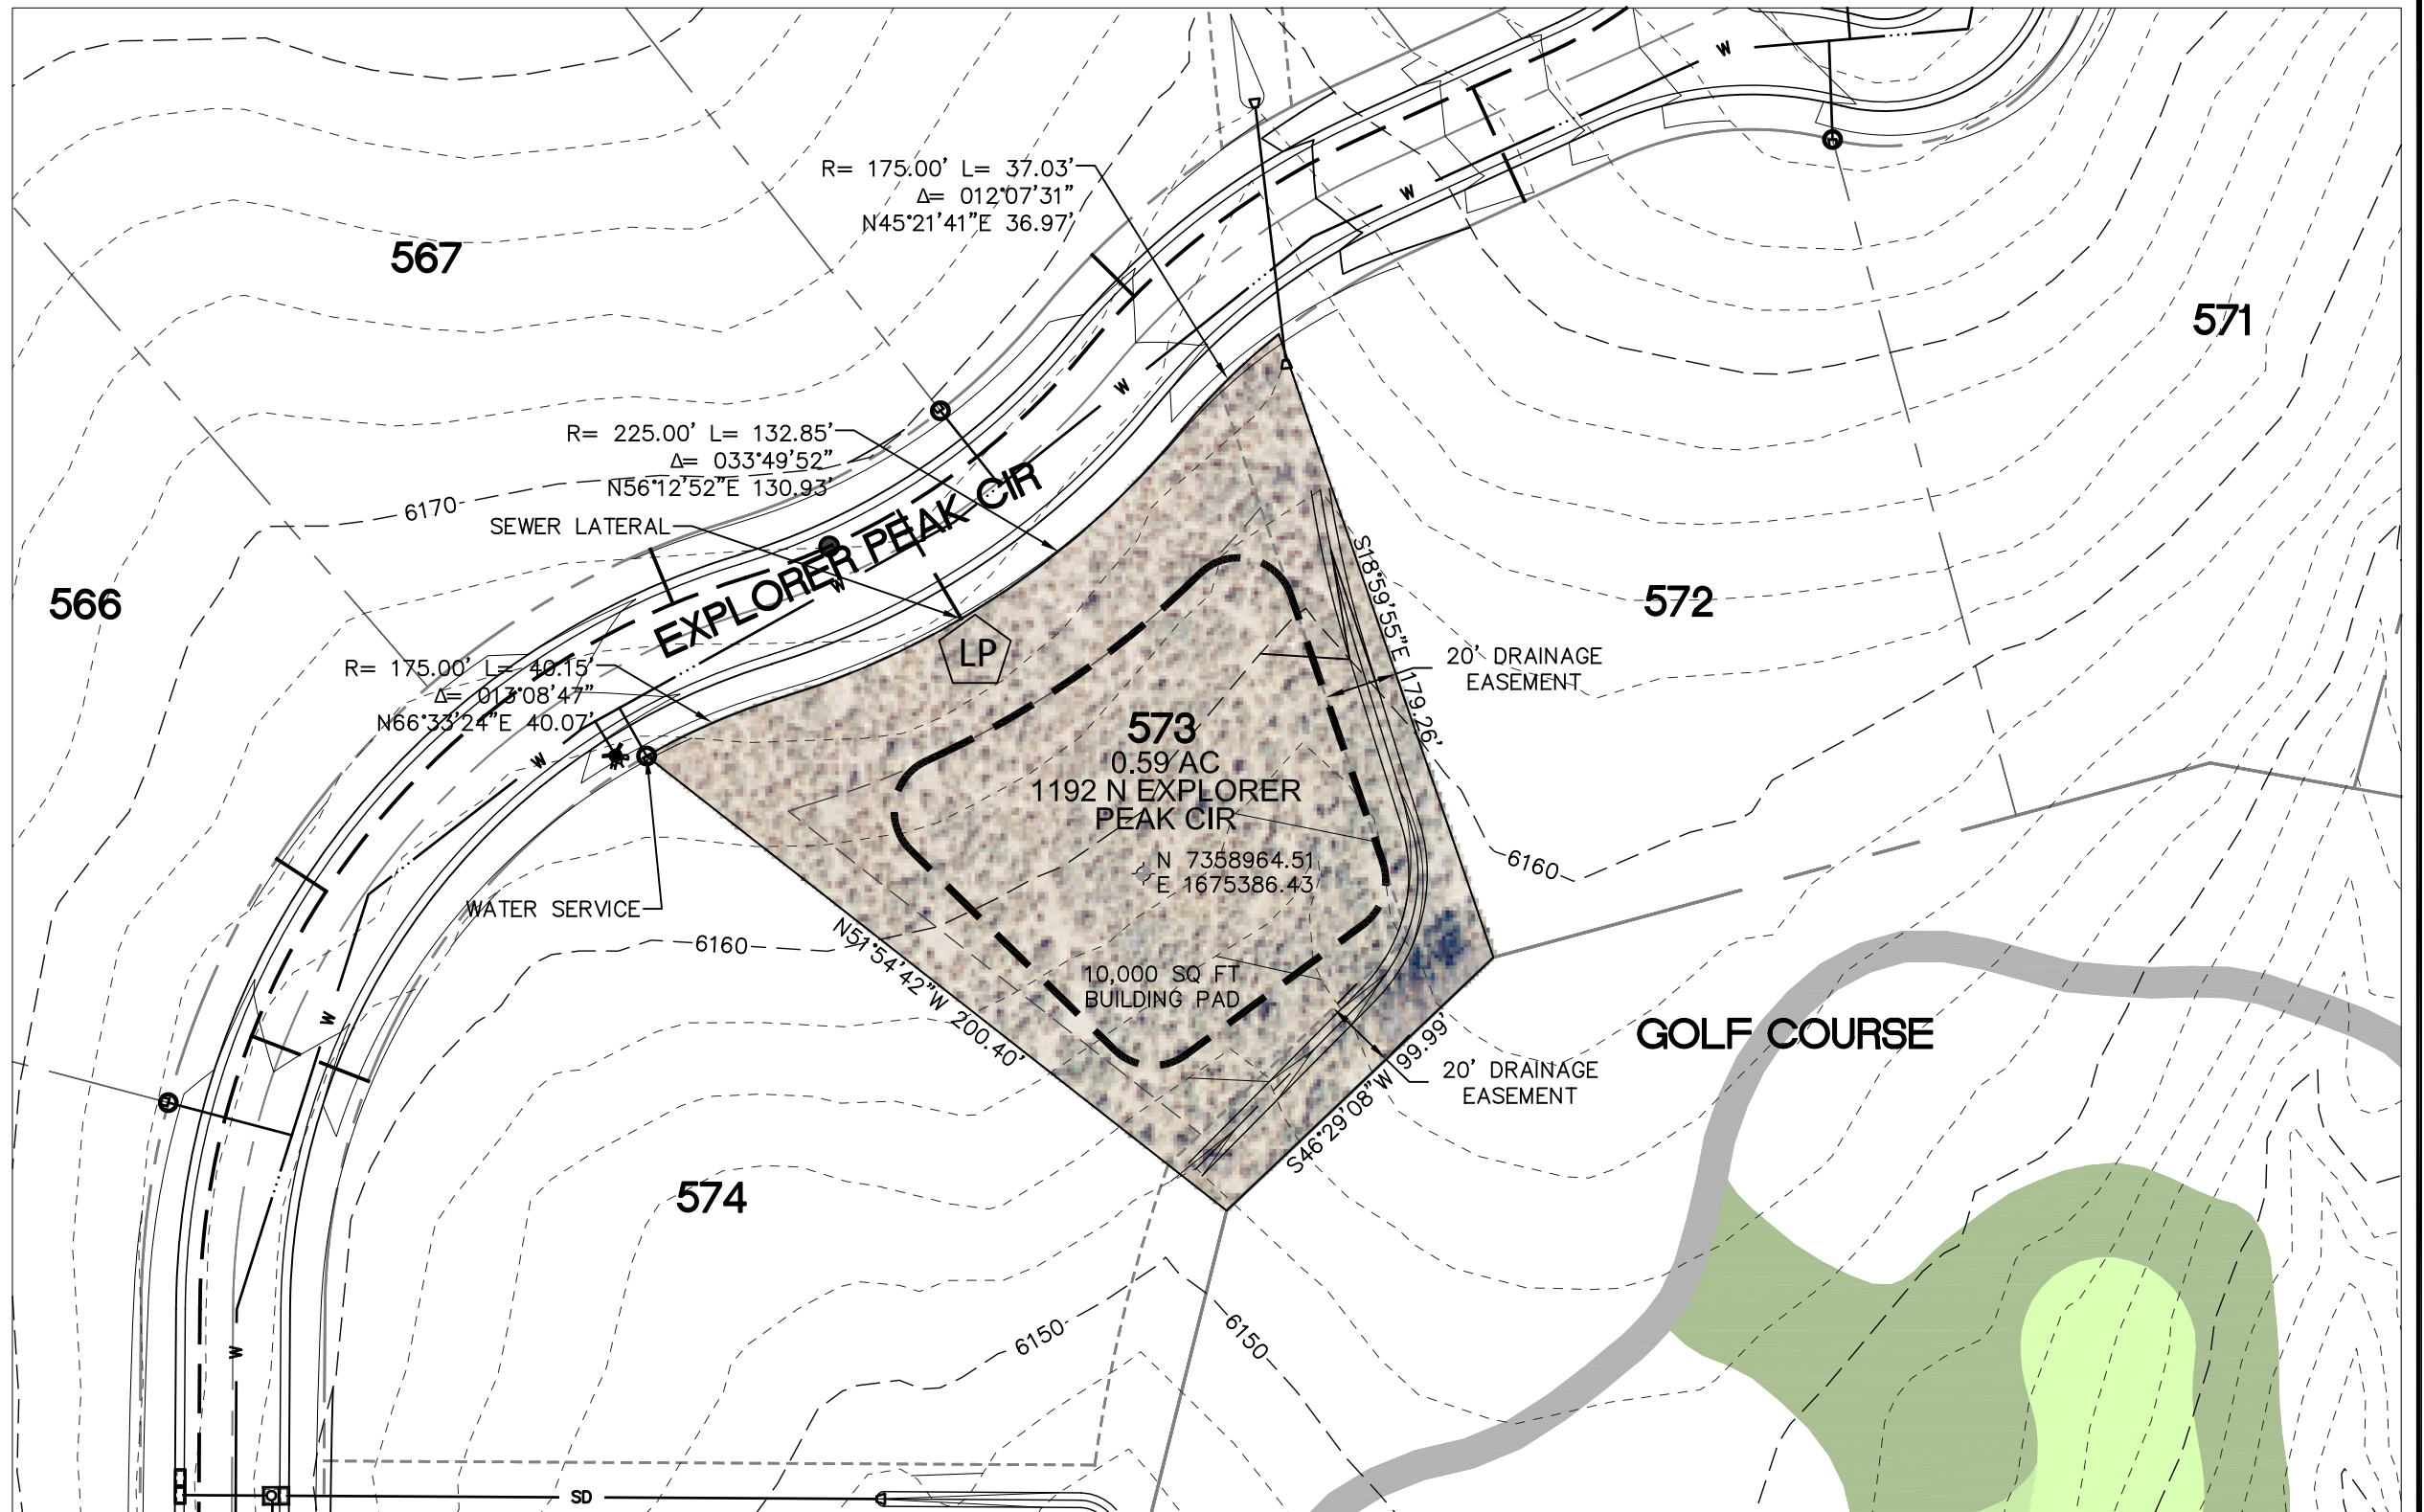 W
W
R= 175.00' L= 37.03'
Δ= 012°07'31"
N45°21'41"E 36.97'
567
571
W
R= 225.00' L= 132.85'
Δ= 033°49'52"
N56°12'52"E 130.93'
6170
SEWER LATERAL
EXPLORER PEAK CIR
W
566
572
LP
S18°59'55"E 179.26'
20' DRAINAGE
EASEMENT
R= 175.00' L= 40.15'
Δ= 013°08'47"
N66°33'24"E 40.07'
W
573
0.59 AC
1192 N EXPLORER
PEAK CIR
N 7358964.51
E 1675386.43
6160
WATER SERVICE
6160
N51°54'42"W 200.40'
10,000 SQ FT
BUILDING PAD
W
GOLF COURSE
S46°29'08"W 99.99'
20' DRAINAGE
EASEMENT
574
6150
6150
W
SD